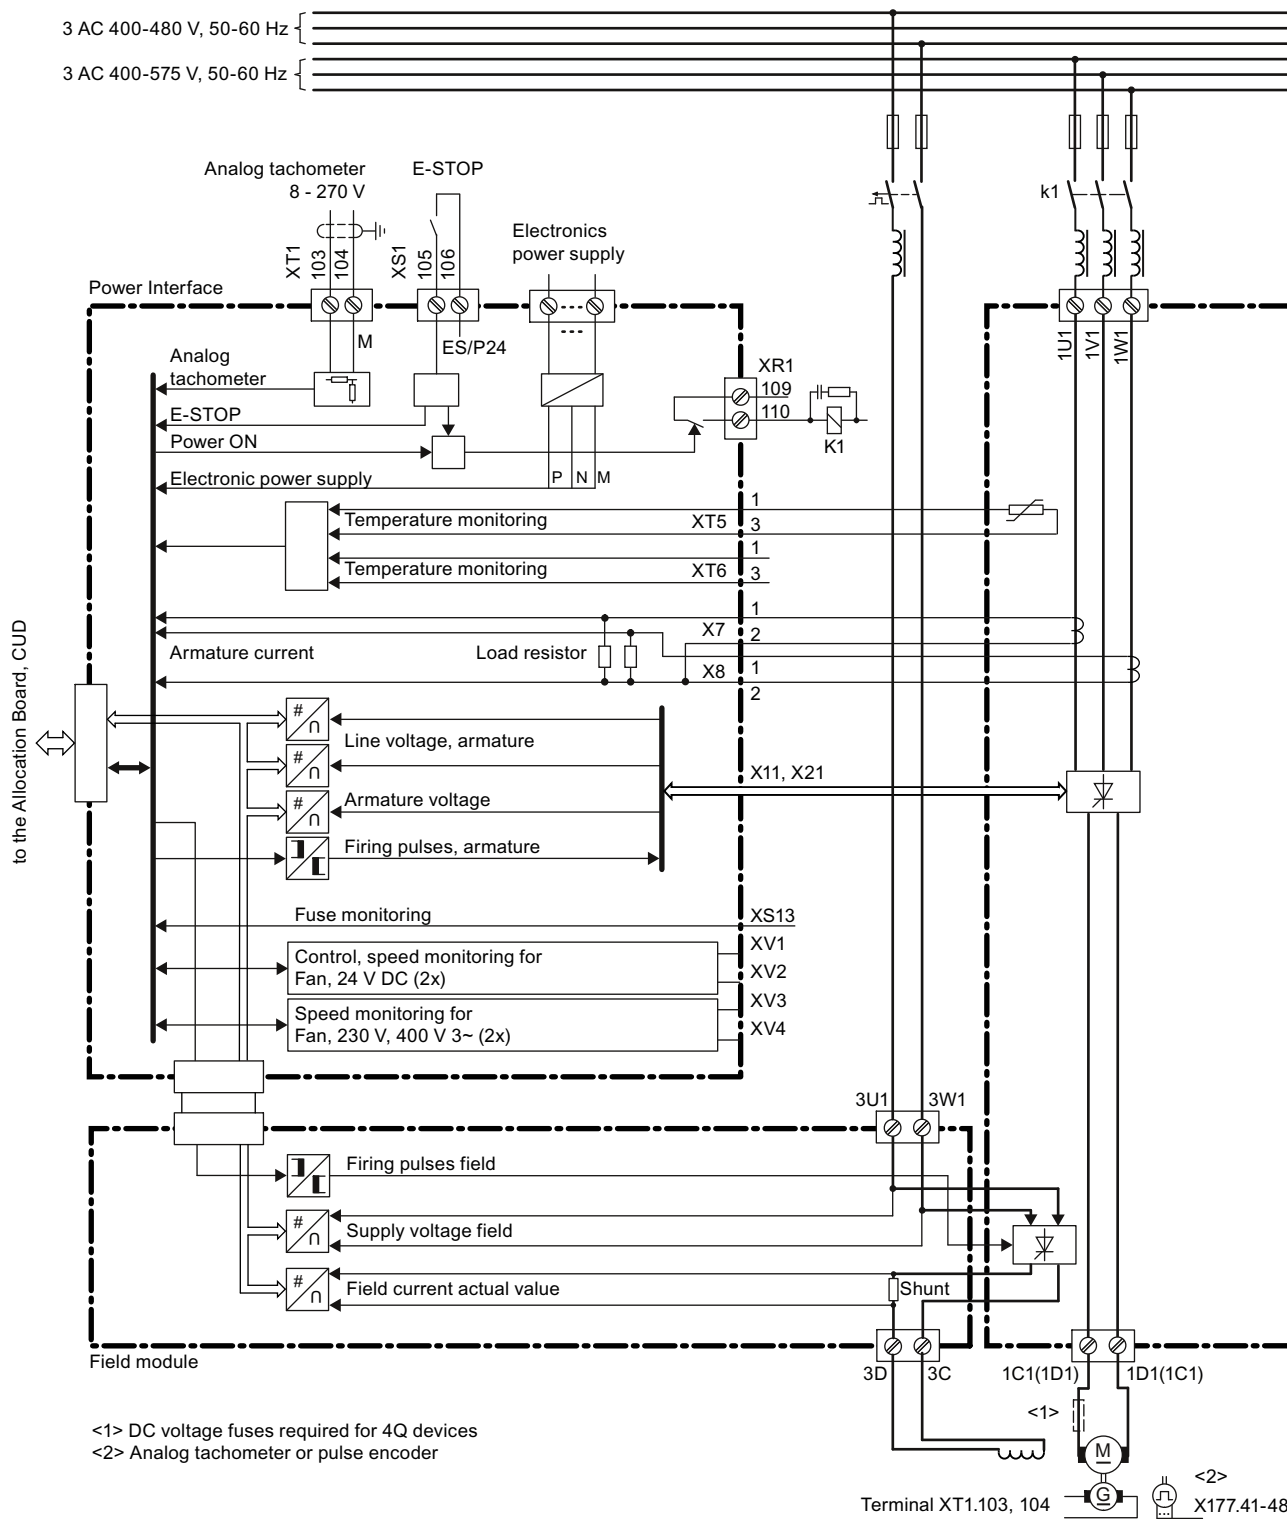 3 AC 400-480 V, 50-60 Hz
3 AC 400-575 V, 50-60 Hz
Analog tachometer
8 - 270 V
E-STOP
k1
Electronics
power supply
XT1
103
104
XS1
105
106
Power Interface
M
ES/P24
1U1
1V1
1W1
Analog
tachometer
XR1
109
110
E-STOP
Power ON
K1
Electronic power supply
P N M
1
Temperature monitoring
XT5 3
1
Temperature monitoring
XT6 3
1
X7 2
Armature current
Load resistor
X8 1
2
to the Allocation Board, CUD
#
∩
Line voltage, armature
#
∩
X11, X21
#
∩
Armature voltage
Firing pulses, armature
Fuse monitoring
XS13
XV1
Control, speed monitoring for
Fan, 24 V DC (2x)
XV2
XV3
Speed monitoring for
Fan, 230 V, 400 V 3~ (2x)
XV4
3U1 3W1
Firing pulses field
#
∩
Supply voltage field
#
∩
Field current actual value
Shunt
Field module
3D 3C 1C1(1D1) 1D1(1C1)
<1>
<1> DC voltage fuses required for 4Q devices
<2> Analog tachometer or pulse encoder
M
<2>
G
Terminal XT1.103, 104
X177.41-48